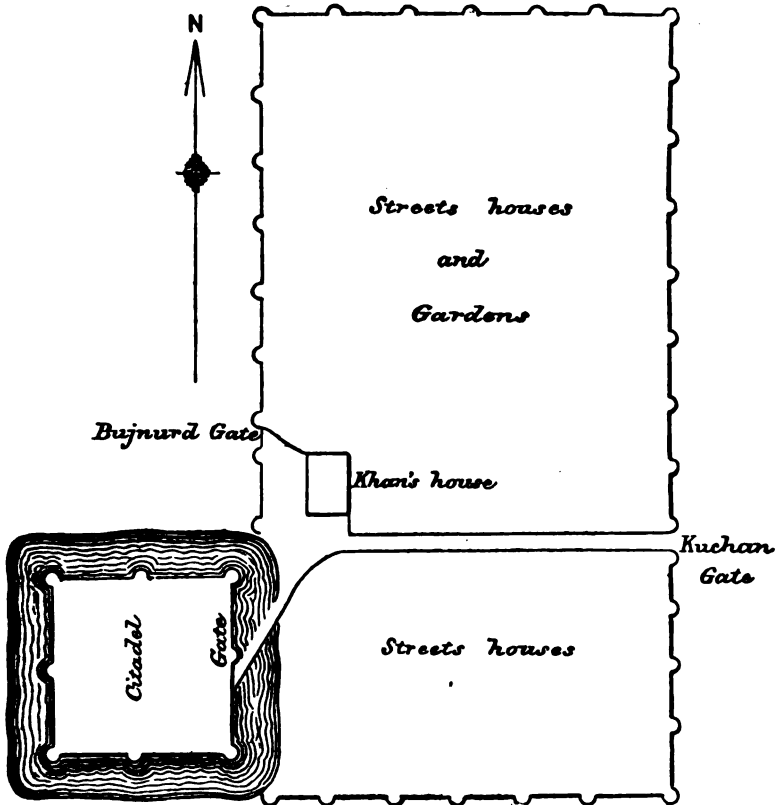 N
Streets houses
and
Gardens
Bujnurd Gate
Khan's house
Kuchan
Gate
Citadel
Gate
Streets houses